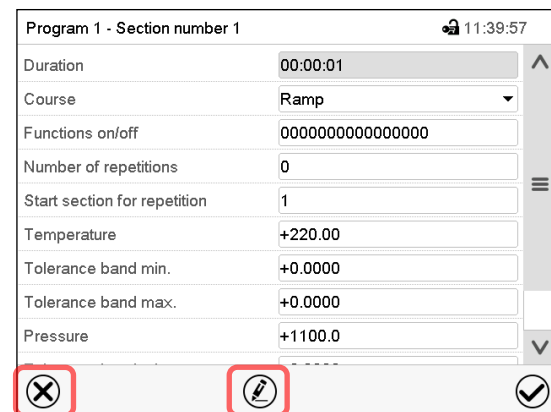 Program 1 - Section number 1 11:39:57
Duration 00:00:01
Course Ramp
Functions on/off 0000000000000000
Number of repetitions 0
Start section for repetition 1
Temperature +220.00
Tolerance band min. +0.0000
Tolerance band max. +0.0000
Pressure +1100.0